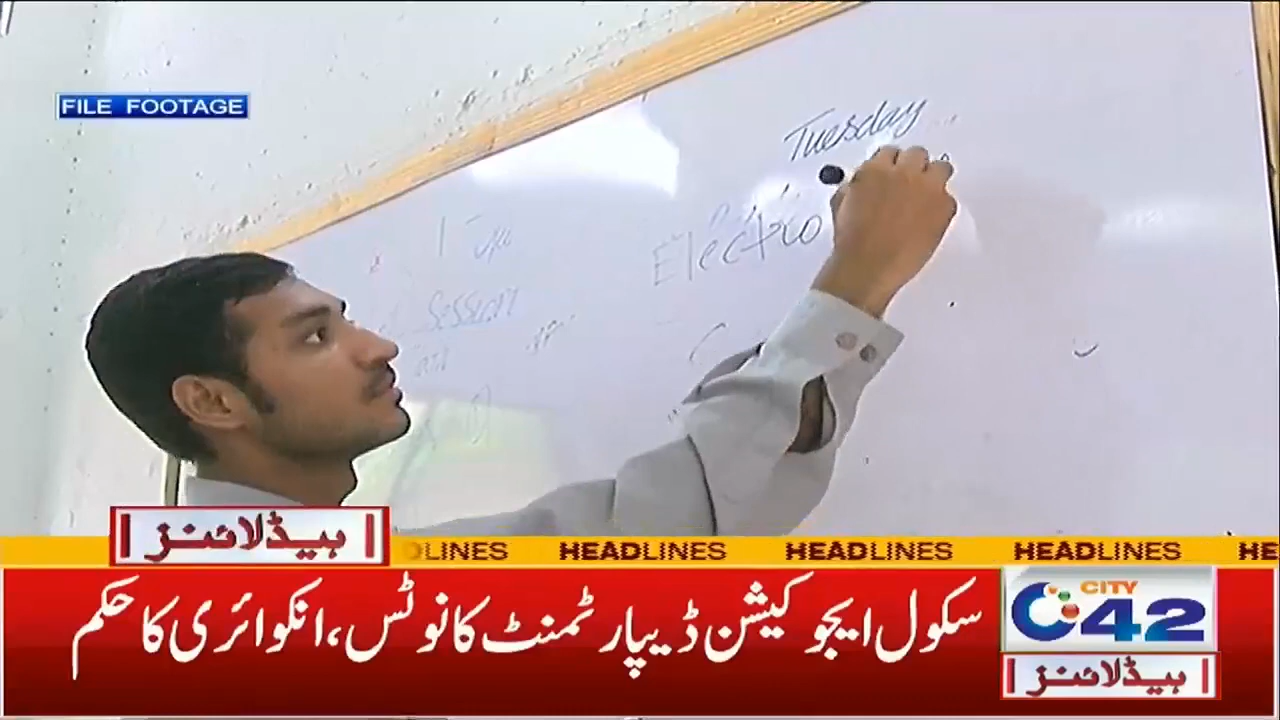 FILE FOOTAGE
Tuesday
Session
ہیڈلائنز
HEADLINES HEADLINES HEADLINES
سکول ایجوکیشن ڈیپارٹمنٹ کا نوٹس، انکوائری کا حکم
CITY
42
ہیڈلائنز